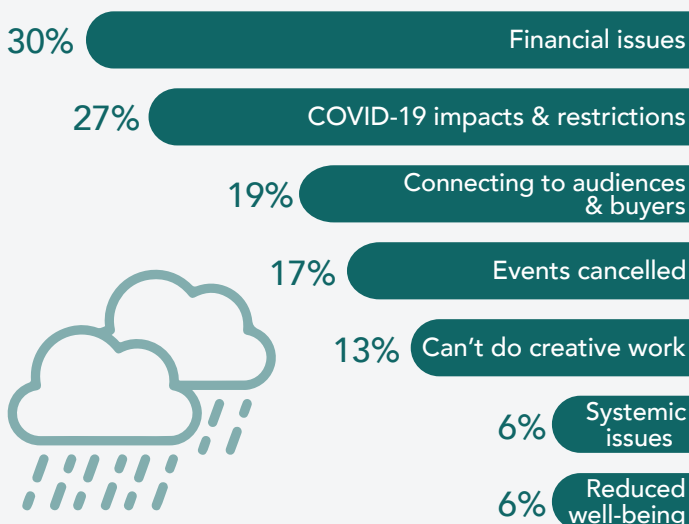 30% Financial issues
27% COVID-19 impacts & restrictions
19% Connecting to audiences
& buyers
17% Events cancelled
13% Can't do creative work
6% Systemic
issues
6% Reduced
well-being